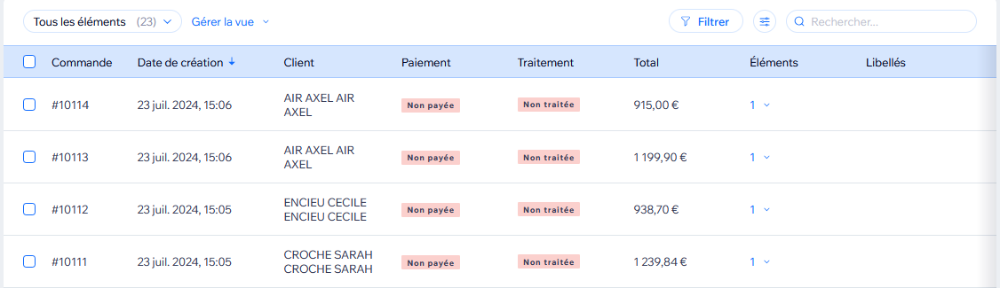 Tous les éléments (23) Gérer la vue Filtrer Rechercher...
Commande Date de création Client Paiement Traitement Total Éléments Libellés
#10114 23 juil. 2024, 15:06 AIR AXEL AIR AXEL Non payée Non traitée 915,00 € 1
#10113 23 juil. 2024, 15:06 AIR AXEL AIR AXEL Non payée Non traitée 1 199,90 € 1
#10112 23 juil. 2024, 15:05 ENCIEU CECILE ENCIEU CECILE Non payée Non traitée 938,70 € 1
#10111 23 juil. 2024, 15:05 CROCHE SARAH CROCHE SARAH Non payée Non traitée 1 239,84 € 1